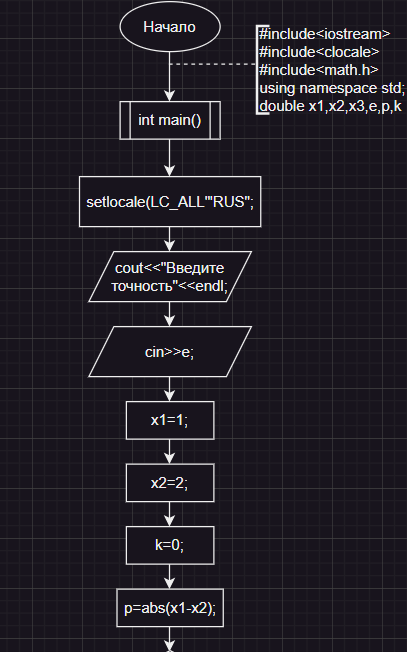 Начало
#include<iostream>
#include<clocale>
#include<math.h>
using namespace std;
double x1,x2,x3,e,p,k
int main()
setlocale(LC_ALL"'RUS";
cout<<"Введите
точность"<<endl;
cin>>e;
x1=1;
x2=2;
k=0;
p=abs(x1-x2);